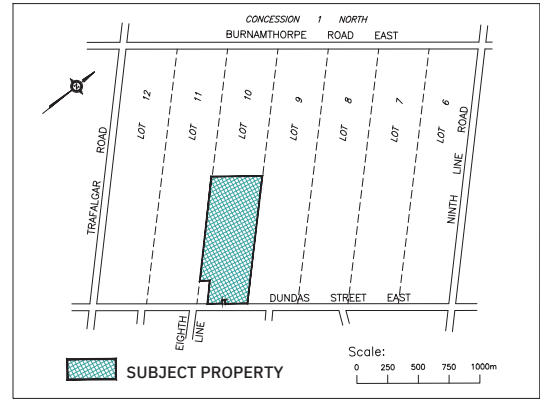 CONCESSION 1 NORTH
BURNAMTHORPE ROAD EAST
TRAFALGAR ROAD
LOT 12
LOT 11
LOT 10
LOT 9
LOT 8
LOT 7
LOT 6
NINTH LINE ROAD
DUNDAS STREET EAST
EIGHTH LINE
SUBJECT PROPERTY
Scale:
0 250 500 750 1000m